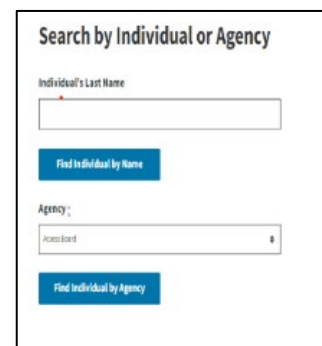 Search by Individual or Agency
Individual's Last Name
Find Individual by Name
Agency :
Access Board
Find Individual by Agency